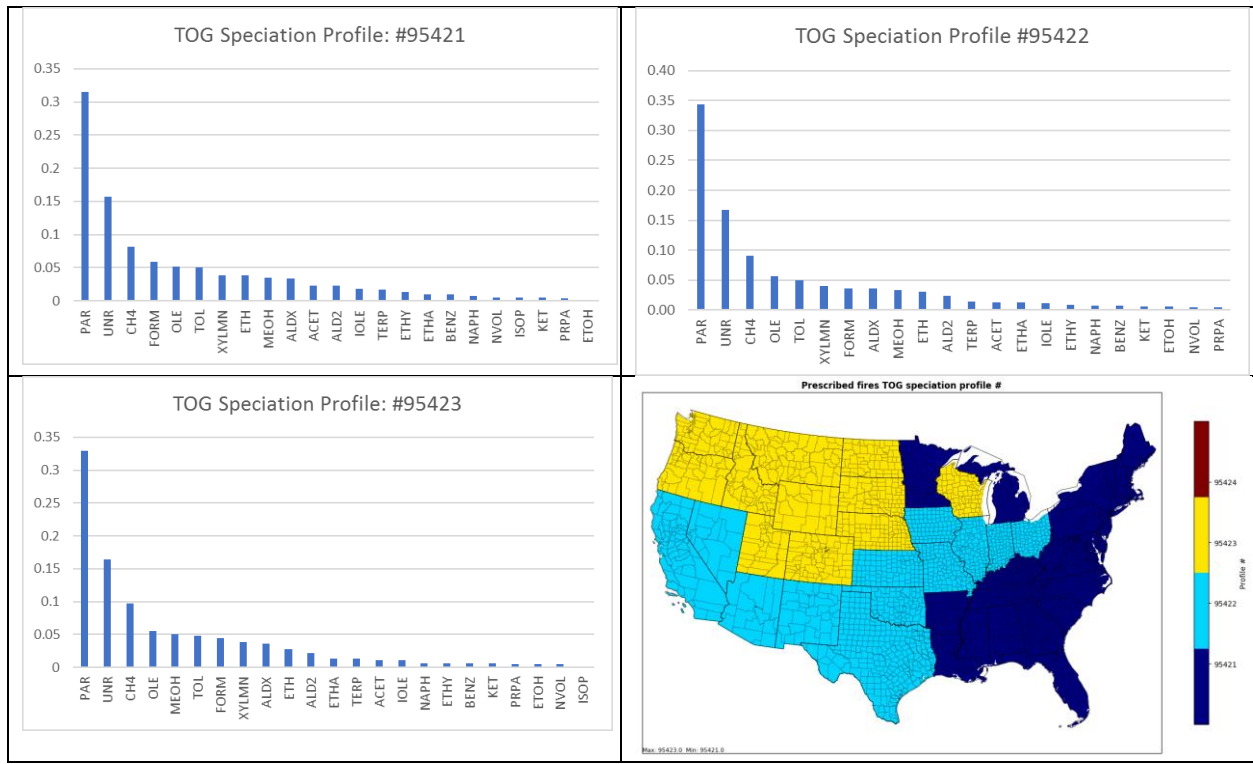 TOG Speciation Profile: #95421
0.35
0.3
0.25
0.2
0.15
0.1
0.05
0
PAR
UNR
CH4
FORM
OLE
TOL
XYLMN
ETH
MEOH
ALDX
ACET
ALD2
IOLE
TERP
ETHY
ETHA
BENZ
NAPH
NVOL
ISOP
KET
PRPA
ETOH
TOG Speciation Profile #95422
0.40
0.35
0.30
0.25
0.20
0.15
0.10
0.05
0.00
PAR
UNR
CH4
OLE
TOL
XYLMN
FORM
ALDX
MEOH
ETH
ALD2
TERP
ACET
ETHA
IOLE
ETHY
NAPH
BENZ
KET
ETOH
NVOL
PRPA
TOG Speciation Profile: #95423
0.35
0.3
0.25
0.2
0.15
0.1
0.05
0
PAR
UNR
CH4
OLE
MEOH
TOL
FORM
XYLMN
ALDX
ETH
ALD2
ETHA
TERP
ACET
IOLE
NAPH
ETHY
BENZ
KET
PRPA
ETOH
NVOL
ISOP
Prescribed fires TOG speciation profile #
95424
95423
95422
95421
Profile #
Max: 95423.0 Min: 95421.0